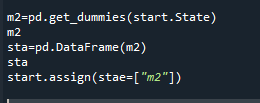 m2=pd.get_dummies(start.State)
m2
sta=pd.DataFrame(m2)
sta
start.assign(stae=["m2"])